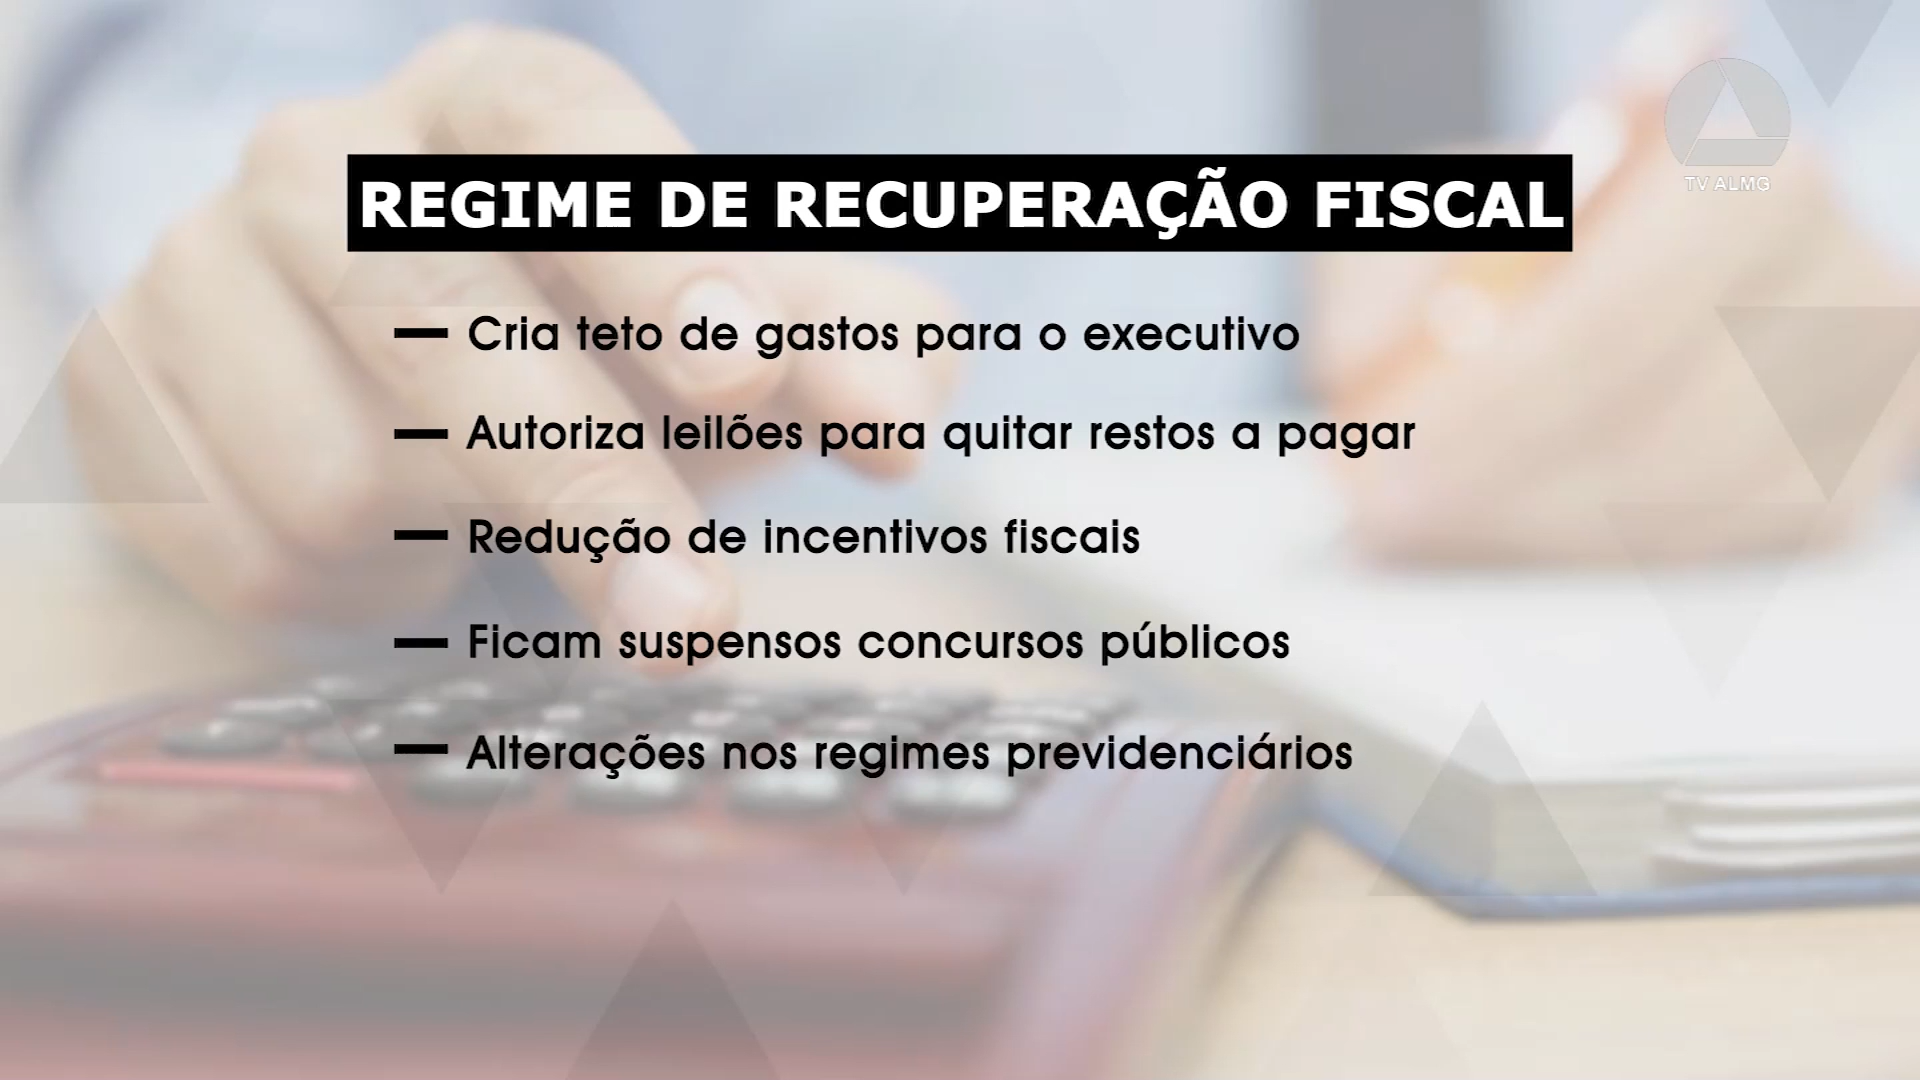 TV ALMG
REGIME DE RECUPERAÇÃO FISCAL
Cria teto de gastos para o executivo
Autoriza leilões para quitar restos a pagar
Redução de incentivos fiscais
Ficam suspensos concursos públicos
Alterações nos regimes previdenciários